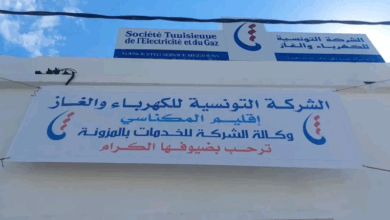 Société Tunisienne
de l'Electricité et du Gaz
الشركة التونسية
للكهرباء والغاز
الشركة التونسية للكهرباء والغاز
إقليم المكناسي
وكالة الشركة للخدمات بالمزونة
ترحب بضيوفها الكرام